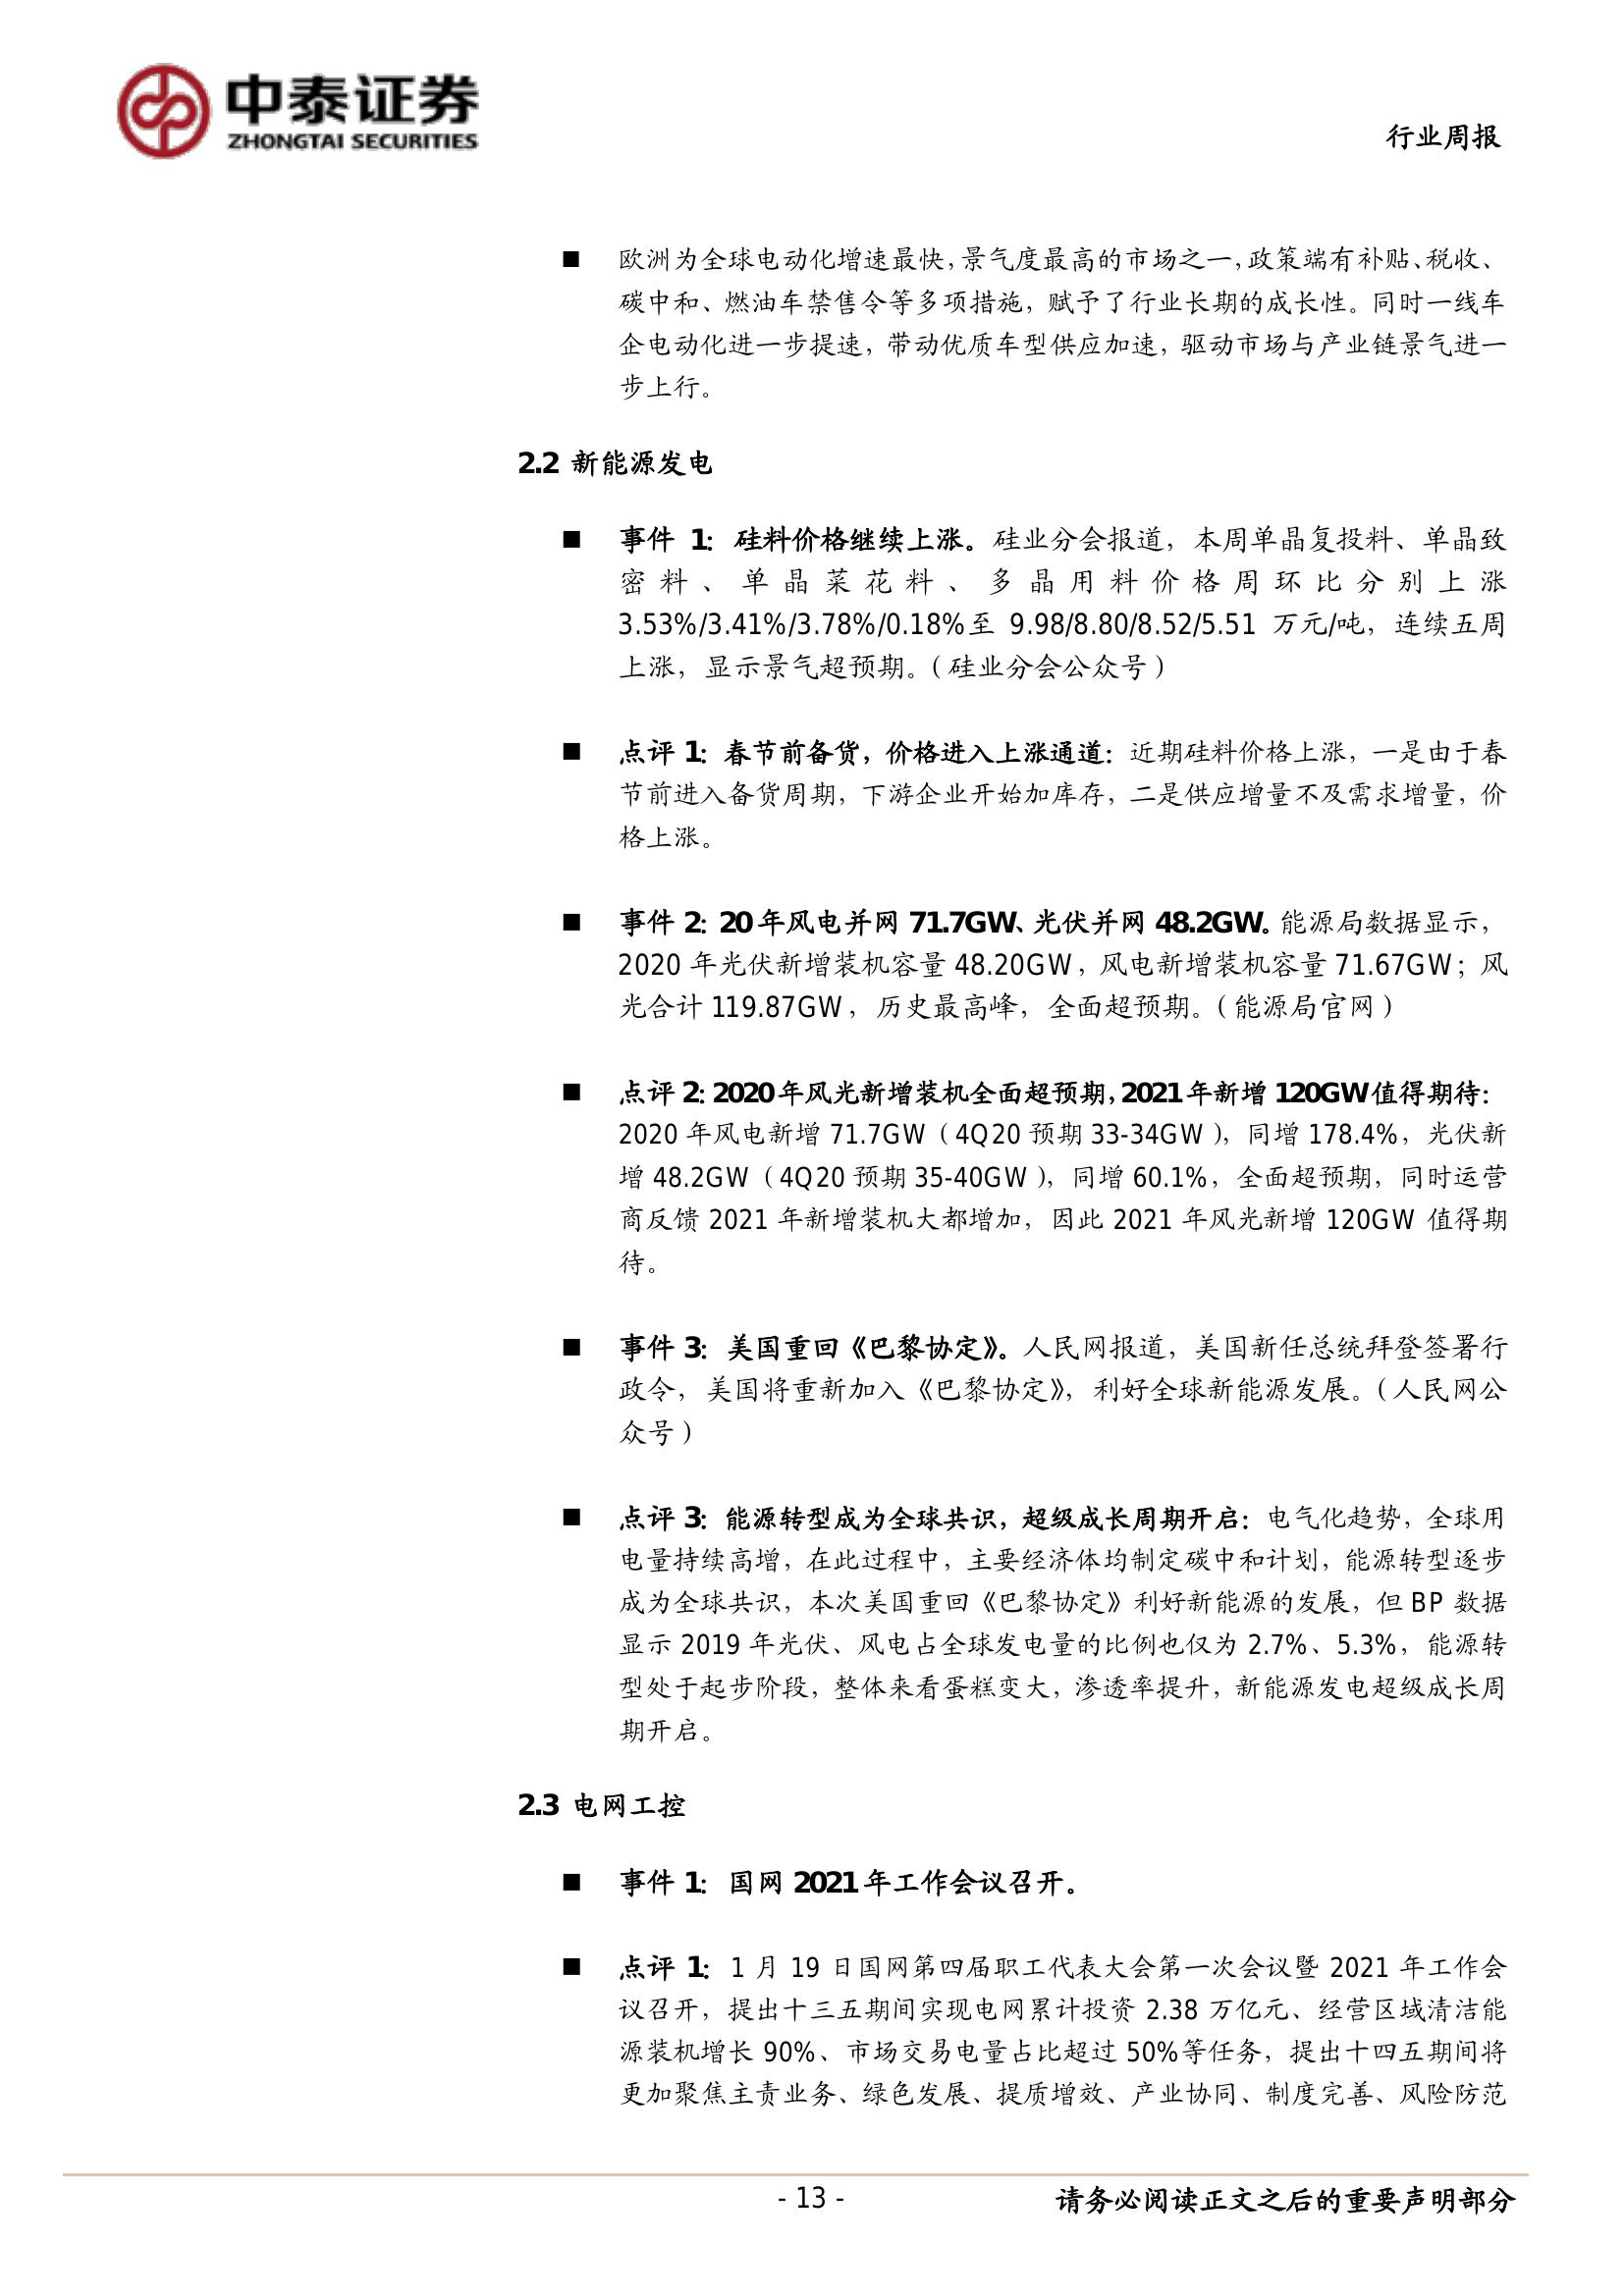 中泰证券
ZHONGTAI SECURITIES
行业周报
■ 欧洲为全球电动化增速最快，景气度最高的市场之一，政策端有补贴、税收、
碳中和、燃油车禁售令等多项措施，赋予了行业长期的成长性。同时一线车
企电动化进一步提速，带动优质车型供应加速，驱动市场与产业链景气进一
步上行。
2.2 新能源发电
■ 事件 1：硅料价格继续上涨。硅业分会报道，本周单晶复投料、单晶致
密料、单晶菜花料、多晶用料价格周环比分别上涨
3.53%/3.41%/3.78%/0.18%至 9.98/8.80/8.52/5.51 万元/吨，连续五周
上涨，显示景气超预期。（硅业分会公众号）
■ 点评 1：春节前备货，价格进入上涨通道：近期硅料价格上涨，一是由于春
节前进入备货周期，下游企业开始加库存，二是供应增量不及需求增量，价
格上涨。
■ 事件 2：20 年风电并网 71.7GW、光伏并网 48.2GW。能源局数据显示，
2020 年光伏新增装机容量 48.20GW，风电新增装机容量 71.67GW；风
光合计 119.87GW，历史最高峰，全面超预期。（能源局官网）
■ 点评 2：2020 年风光新增装机全面超预期，2021 年新增 120GW 值得期待：
2020 年风电新增 71.7GW（4Q20 预期 33-34GW），同增 178.4%，光伏新
增 48.2GW（4Q20 预期 35-40GW），同增 60.1%，全面超预期，同时运营
商反馈 2021 年新增装机大都增加，因此 2021 年风光新增 120GW 值得期
待。
■ 事件 3：美国重回《巴黎协定》。人民网报道，美国新任总统拜登签署行
政令，美国将重新加入《巴黎协定》，利好全球新能源发展。（人民网公
众号）
■ 点评 3：能源转型成为全球共识，超级成长周期开启：电气化趋势，全球用
电量持续高增，在此过程中，主要经济体均制定碳中和计划，能源转型逐步
成为全球共识，本次美国重回《巴黎协定》利好新能源的发展，但 BP 数据
显示 2019 年光伏、风电占全球发电量的比例也仅为 2.7%、5.3%，能源转
型处于起步阶段，整体来看蛋糕变大，渗透率提升，新能源发电超级成长周
期开启。
2.3 电网工控
■ 事件 1：国网 2021 年工作会议召开。
■ 点评 1：1 月 19 日国网第四届职工代表大会第一次会议暨 2021 年工作会
议召开，提出十三五期间实现电网累计投资 2.38 万亿元、经营区域清洁能
源装机增长 90%、市场交易电量占比超过 50%等任务，提出十四五期间将
更加聚焦主责业务、绿色发展、提质增效、产业协同、制度完善、风险防范
- 13 -
请务必阅读正文之后的重要声明部分